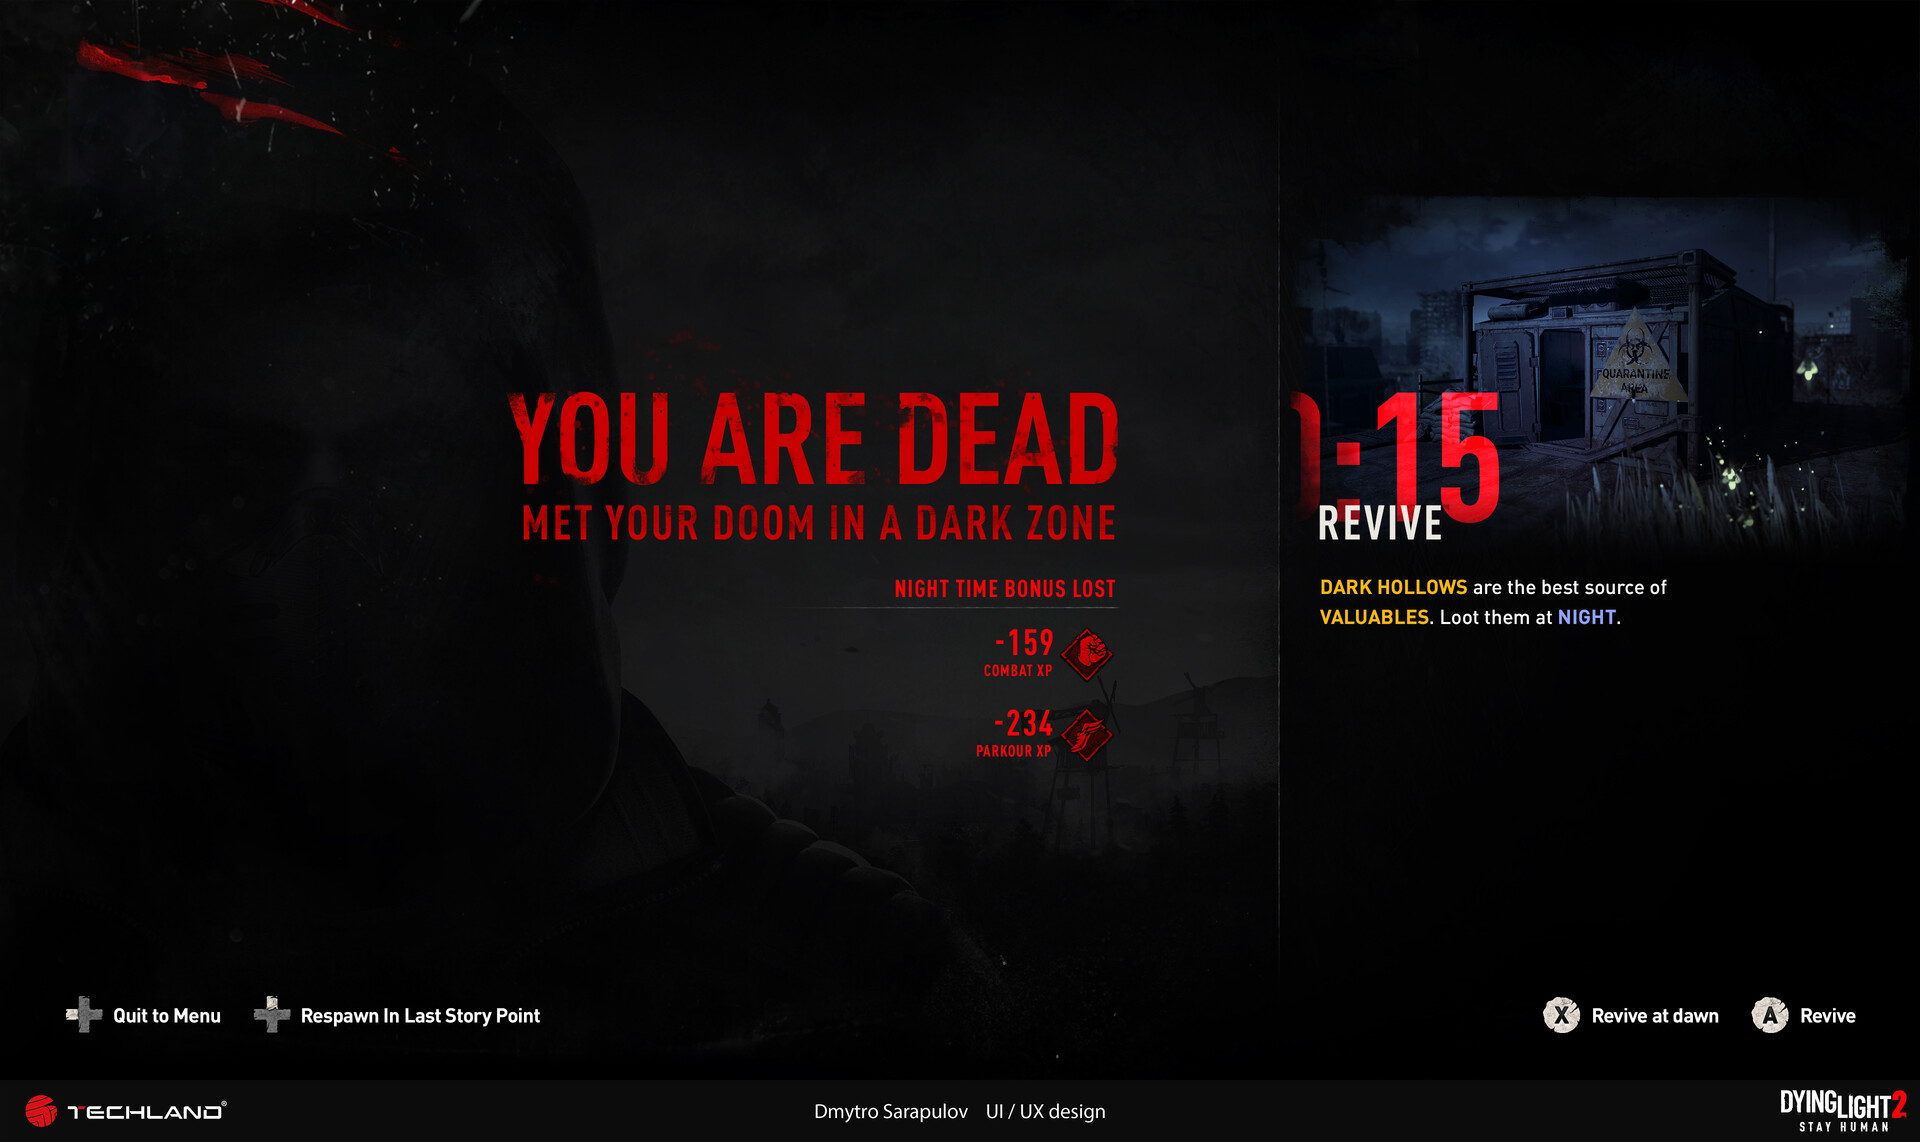 YOU ARE DEAD
MET YOUR DOOM IN A DARK ZONE
NIGHT TIME BONUS LOST
-159
COMBAT XP
-234
PARKOUR XP
QUARANTINE
AREA
:15
REVIVE
DARK HOLLOWS are the best source of
VALUABLES. Loot them at NIGHT.
Quit to Menu
Respawn In Last Story Point
X Revive at dawn
A Revive
TECHLAND®
Dmytro Sarapulov UI / UX design
DYING LIGHT 2
STAY HUMAN